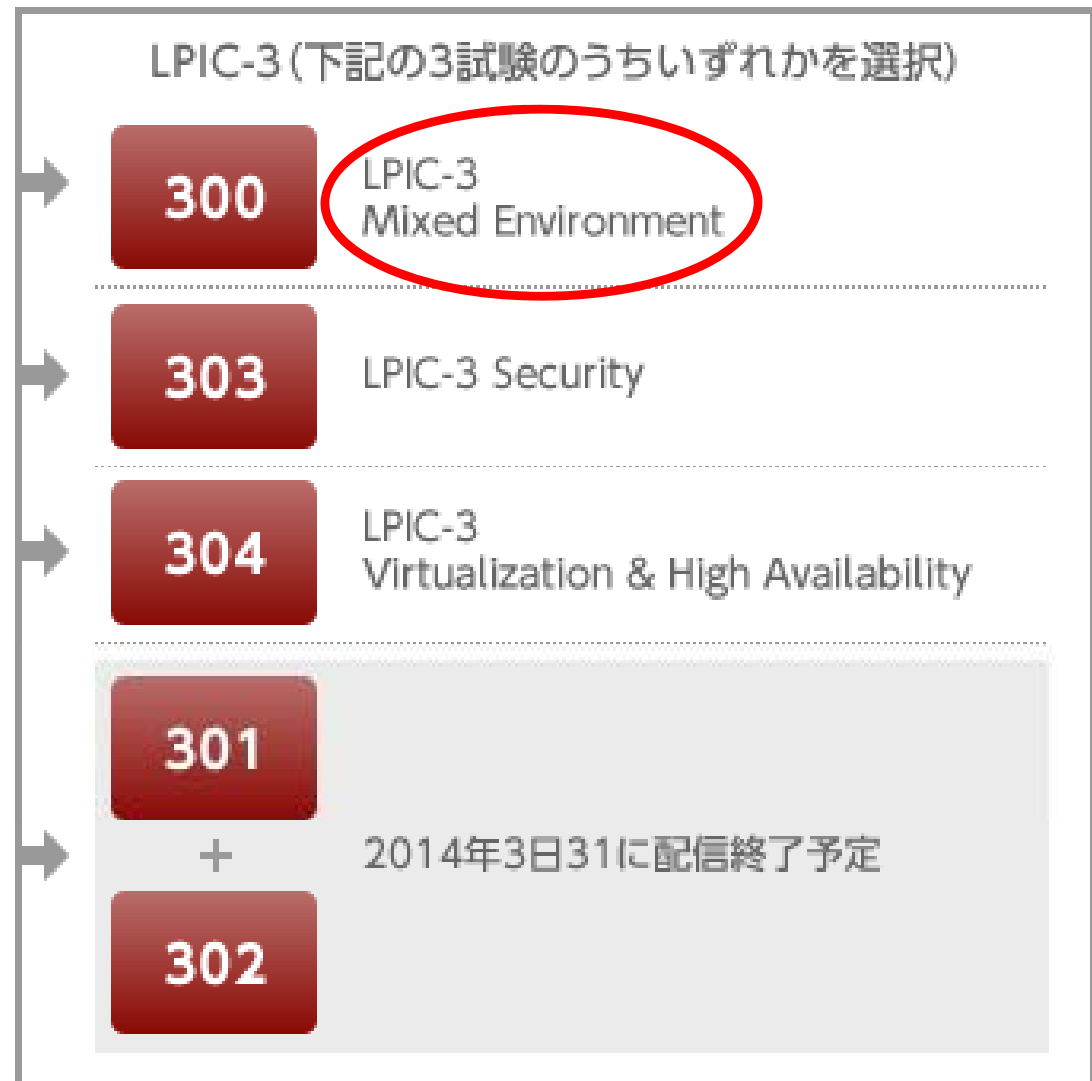 LPIC-3(下記の3試験のうちいずれかを選択)
300
LPIC-3
Mixed Environment
303
LPIC-3 Security
304
LPIC-3
Virtualization & High Availability
301
+
2014年3日31に配信終了予定
302